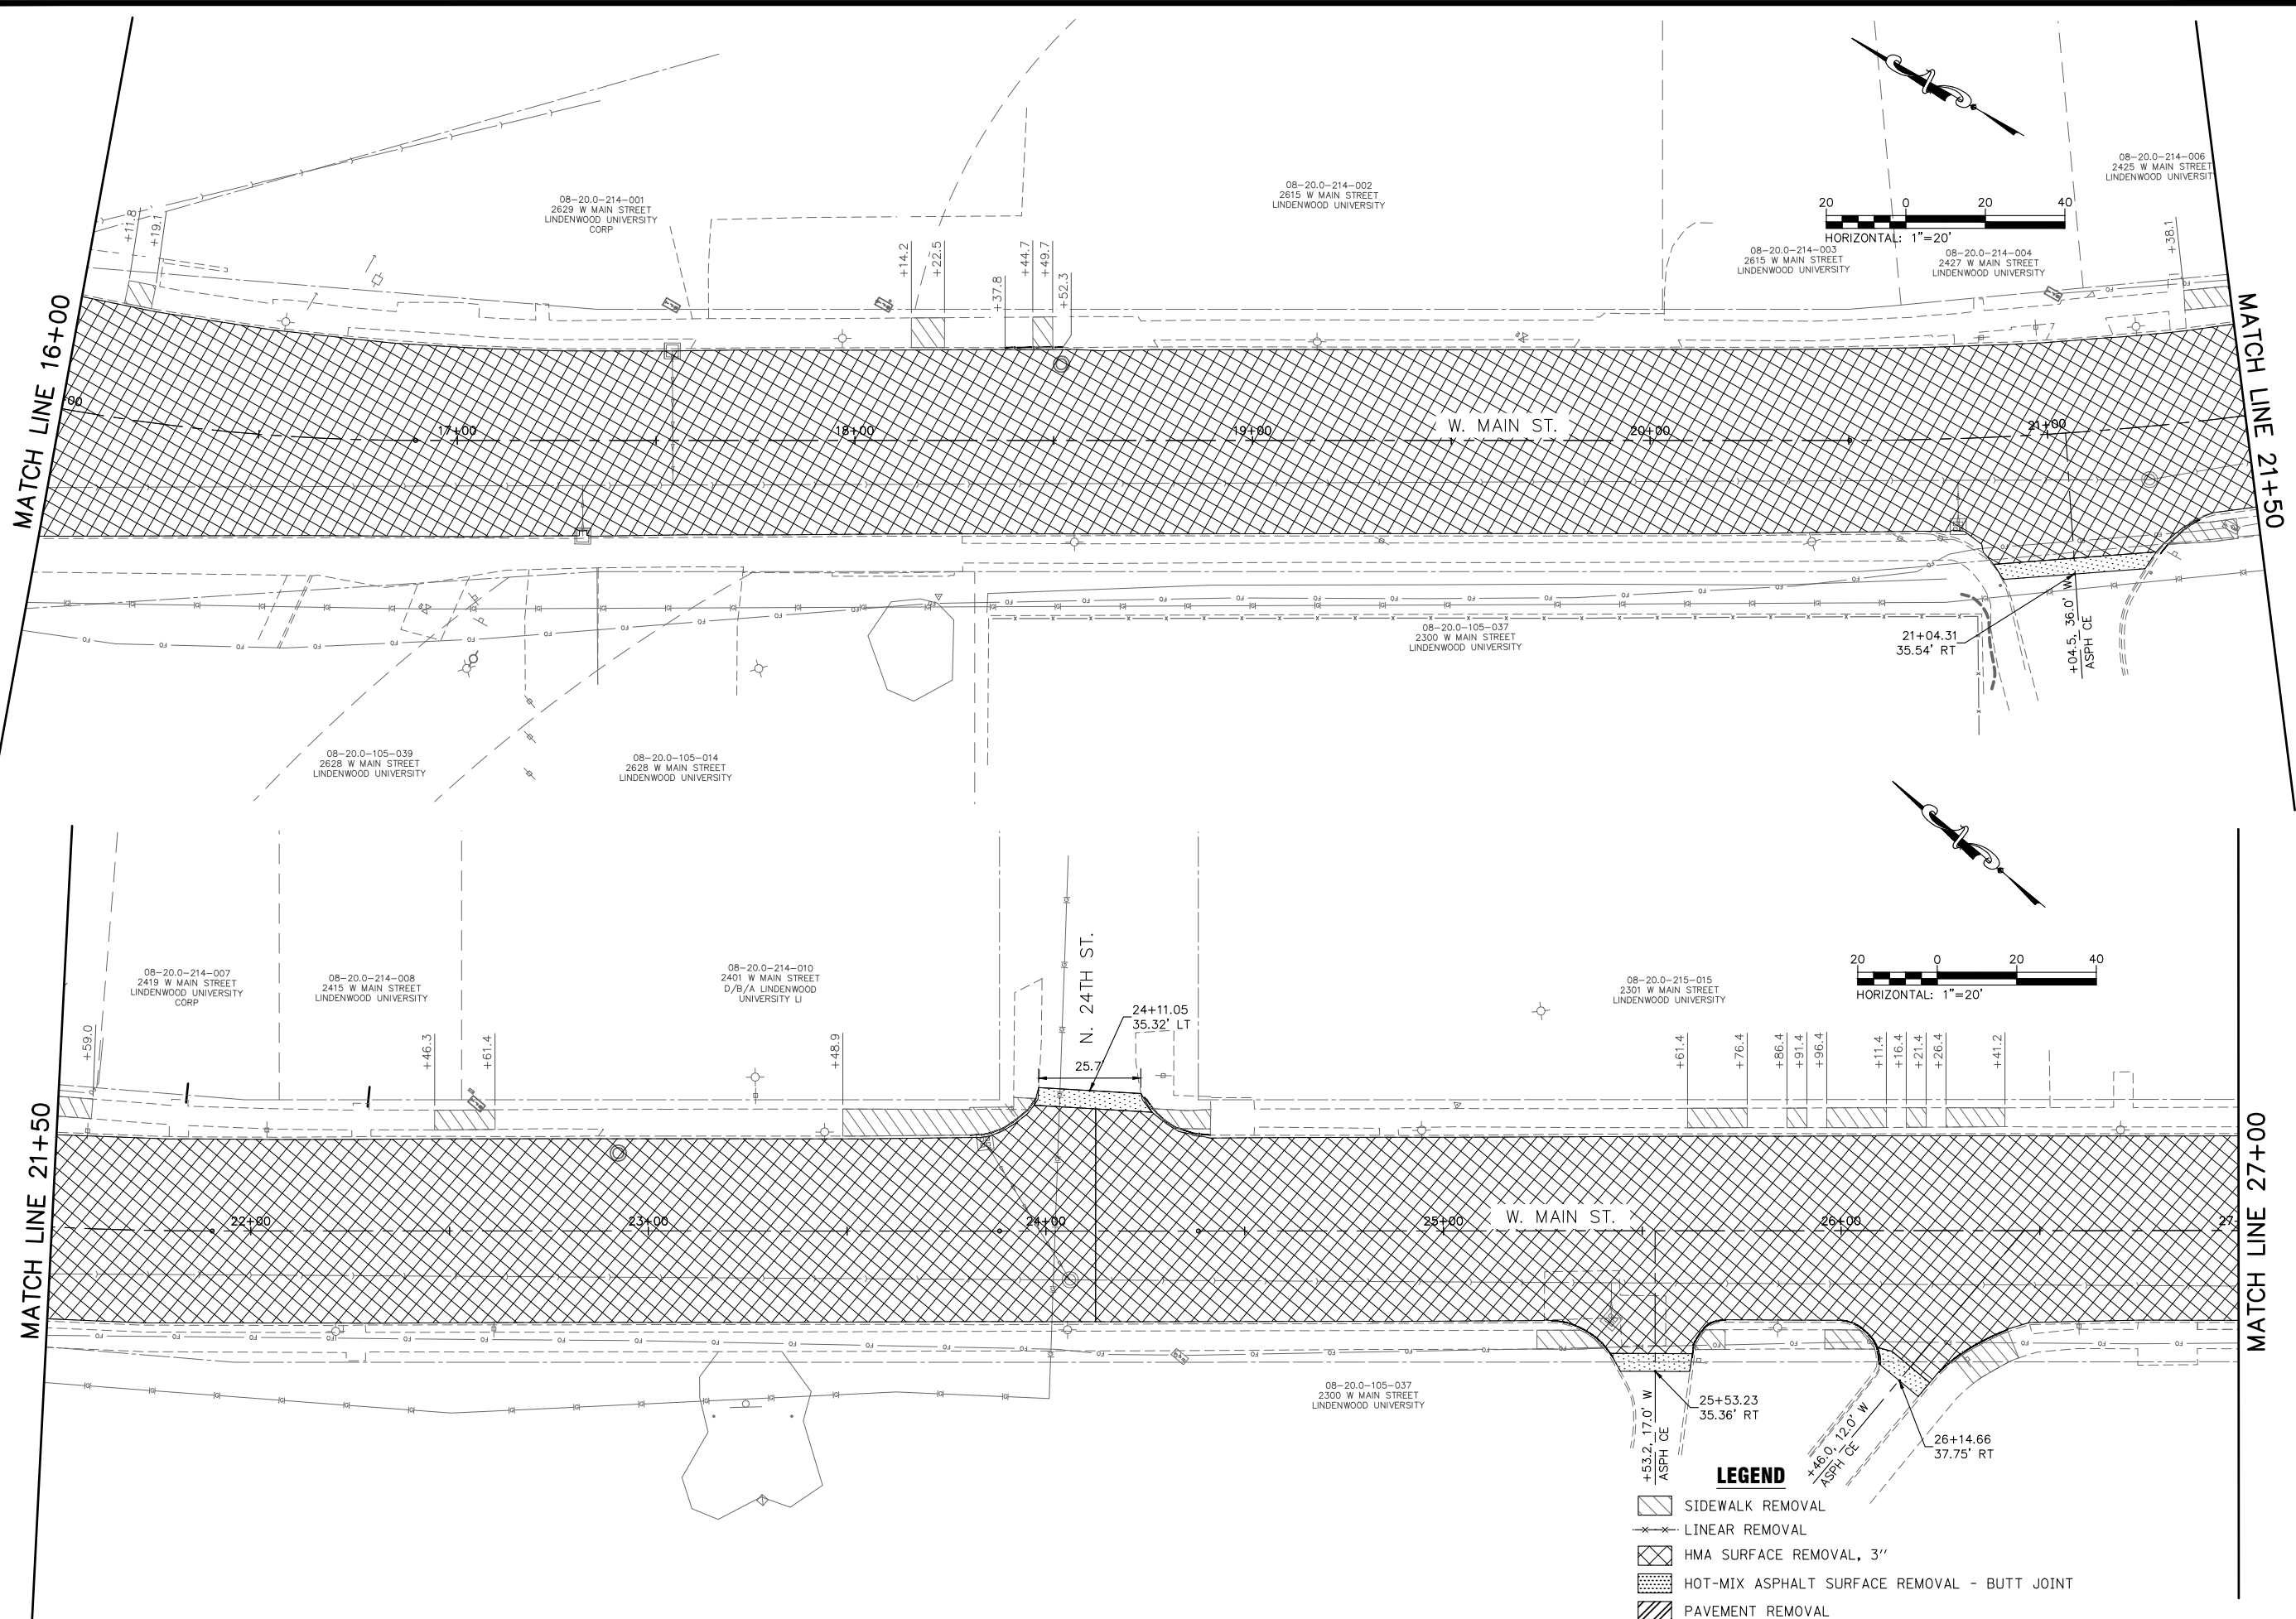 MATCH LINE 16+00
+11.8
+19.1
08-20.0-214-001
2629 W MAIN STREET
LINDENWOOD UNIVERSITY
CORP
+14.2
+22.5
+37.8
+44.7
+49.7
+52.3
08-20.0-214-002
2615 W MAIN STREET
LINDENWOOD UNIVERSITY
20 0 20 40
HORIZONTAL: 1"=20'
08-20.0-214-003
2615 W MAIN STREET
LINDENWOOD UNIVERSITY
08-20.0-214-004
2427 W MAIN STREET
LINDENWOOD UNIVERSITY
08-20.0-214-006
2425 W MAIN STREET
LINDENWOOD UNIVERSIT
+38.1
MATCH LINE 21+50
00
17+00
18+00
19+00
W. MAIN ST.
20+00
21+00
08-20.0-105-037
2300 W MAIN STREET
LINDENWOOD UNIVERSITY
21+04.31
35.54' RT
+04.5, 36.0' W
ASPH CE
08-20.0-105-039
2628 W MAIN STREET
LINDENWOOD UNIVERSITY
08-20.0-105-014
2628 W MAIN STREET
LINDENWOOD UNIVERSITY
MATCH LINE 21+50
08-20.0-214-007
2419 W MAIN STREET
LINDENWOOD UNIVERSITY
CORP
08-20.0-214-008
2415 W MAIN STREET
LINDENWOOD UNIVERSITY
08-20.0-214-010
2401 W MAIN STREET
D/B/A LINDENWOOD
UNIVERSITY LI
N. 24TH ST.
24+11.05
35.32' LT
25.7'
08-20.0-215-015
2301 W MAIN STREET
LINDENWOOD UNIVERSITY
20 0 20 40
HORIZONTAL: 1"=20'
+59.0
+46.3
+61.4
+48.9
+61.4
+76.4
+86.4
+91.4
+96.4
+11.4
+16.4
+21.4
+26.4
+41.2
22+00
23+00
24+00
25+00
W. MAIN ST.
26+00
27
MATCH LINE 27+00
08-20.0-105-037
2300 W MAIN STREET
LINDENWOOD UNIVERSITY
+53.2, 17.0' W
ASPH CE
25+53.23
35.36' RT
+46.0, 12.0' W
ASPH CE
26+14.66
37.75' RT
LEGEND
SIDEWALK REMOVAL
LINEAR REMOVAL
HMA SURFACE REMOVAL, 3"
HOT-MIX ASPHALT SURFACE REMOVAL - BUTT JOINT
PAVEMENT REMOVAL